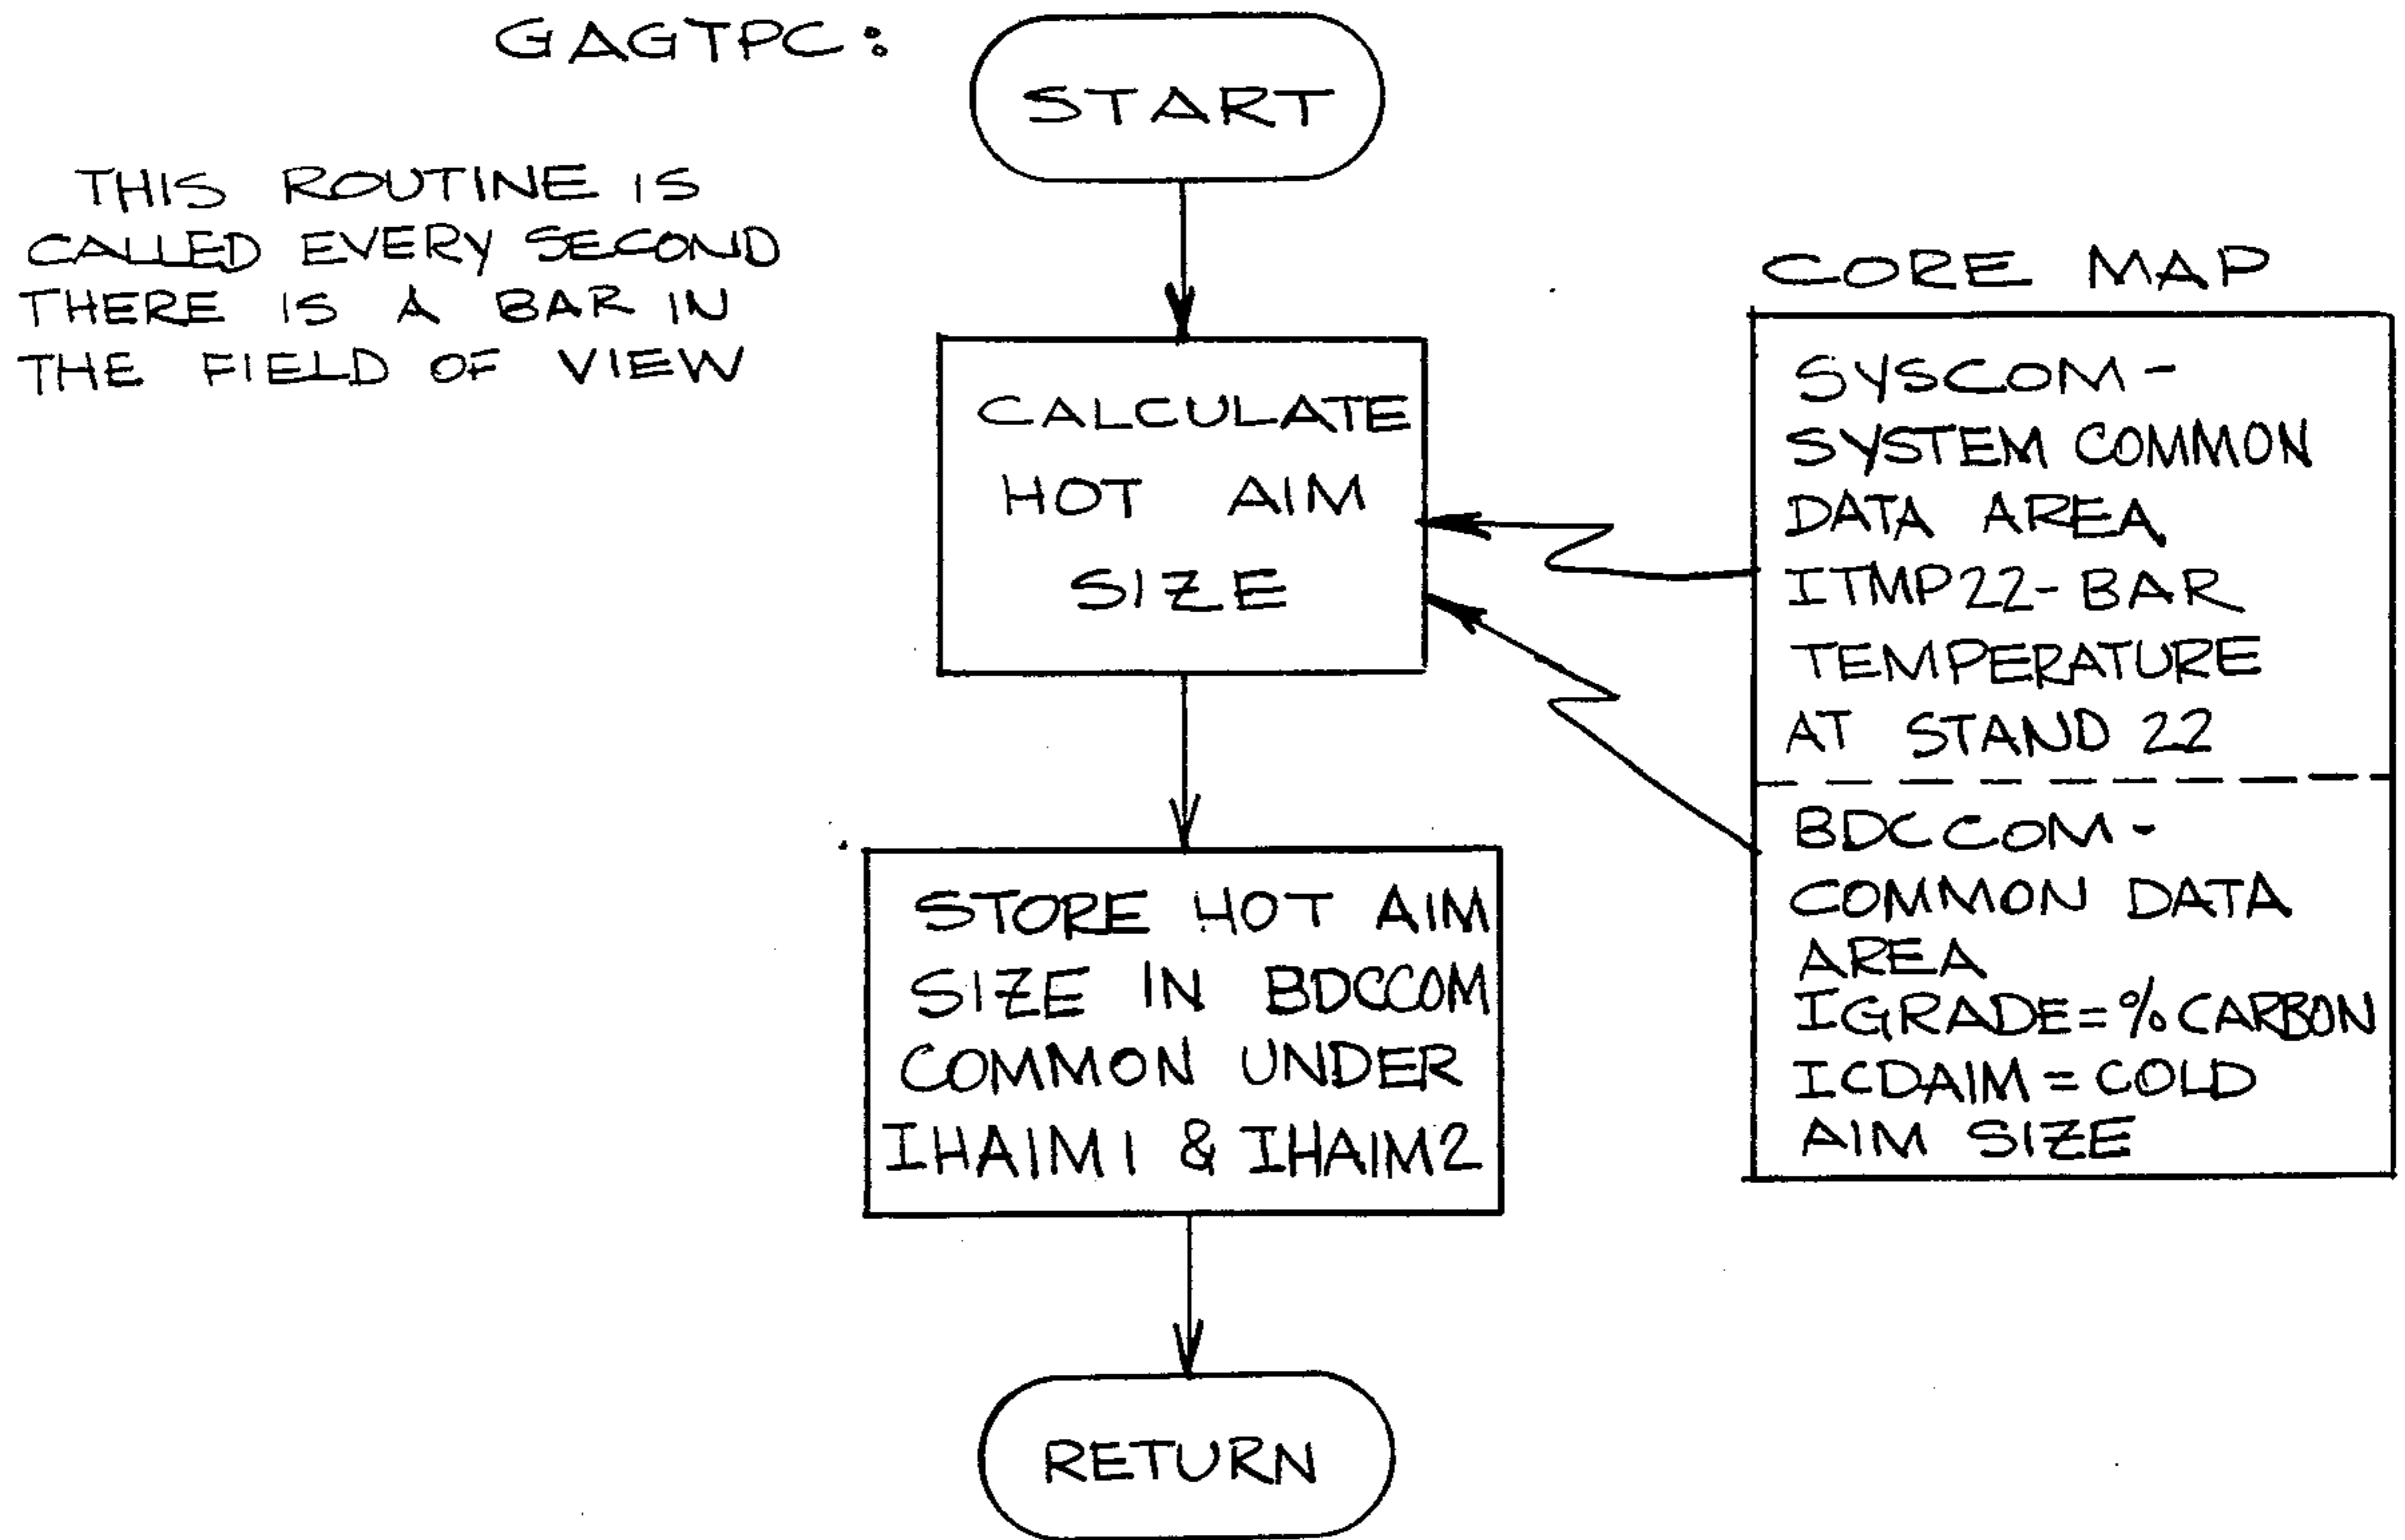 GAGTPC:
START
THIS ROUTINE IS
CALLED EVERY SECOND
THERE IS A BAR IN
THE FIELD OF VIEW
CALCULATE
HOT AIM
SIZE
CORE MAP
SYSCOM-
SYSTEM COMMON
DATA AREA
ITMP22-BAR
TEMPERATURE
AT STAND 22
BDCCOM-
COMMON DATA
AREA
IGRADE=%CARBON
ICDAIM=COLD
AIM SIZE
STORE HOT AIM
SIZE IN BDCCOM
COMMON UNDER
IHAIM1 & IHAIM2
RETURN